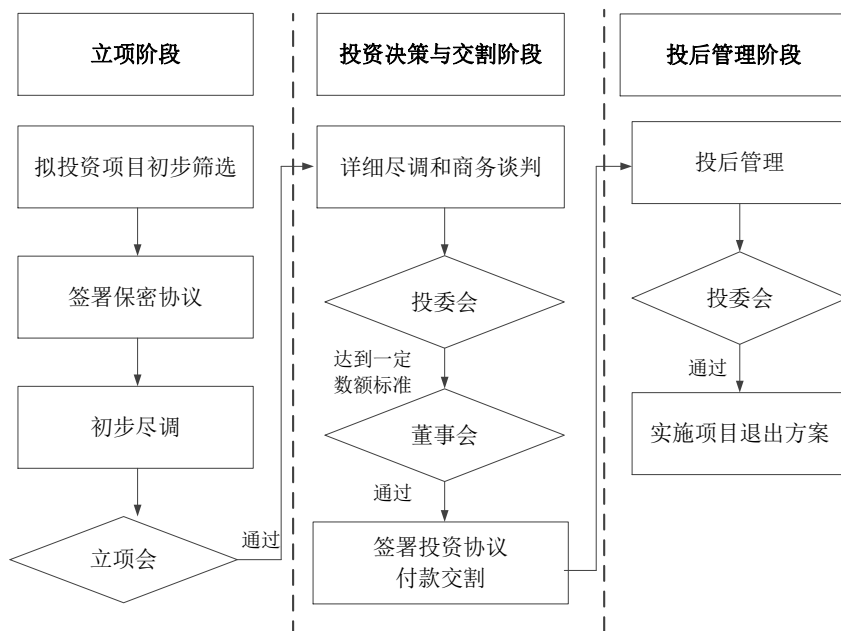 立项阶段
拟投资项目初步筛选
签署保密协议
初步尽调
立项会
通过
投资决策与交割阶段
详细尽调和商务谈判
投委会
达到一定
数额标准
董事会
通过
签署投资协议
付款交割
投后管理阶段
投后管理
投委会
通过
实施项目退出方案